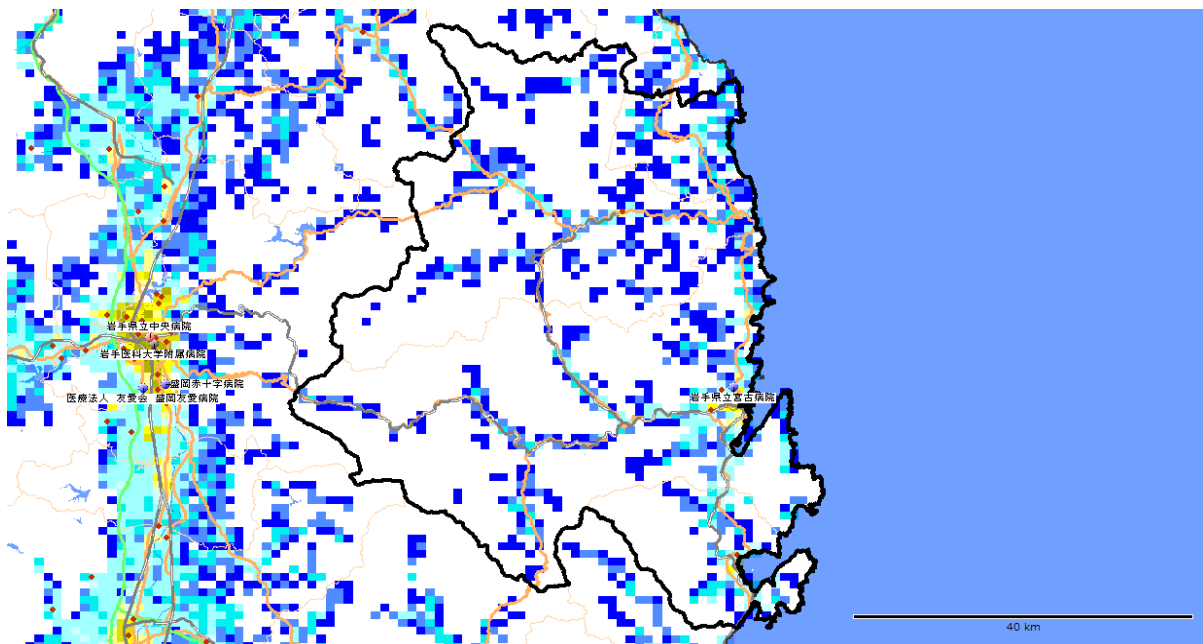 岩手県立中央病院
岩手医科大学附属病院
盛岡赤十字病院
医療法人 友愛会 盛岡友愛病院
岩手県立宮古病院
40 km